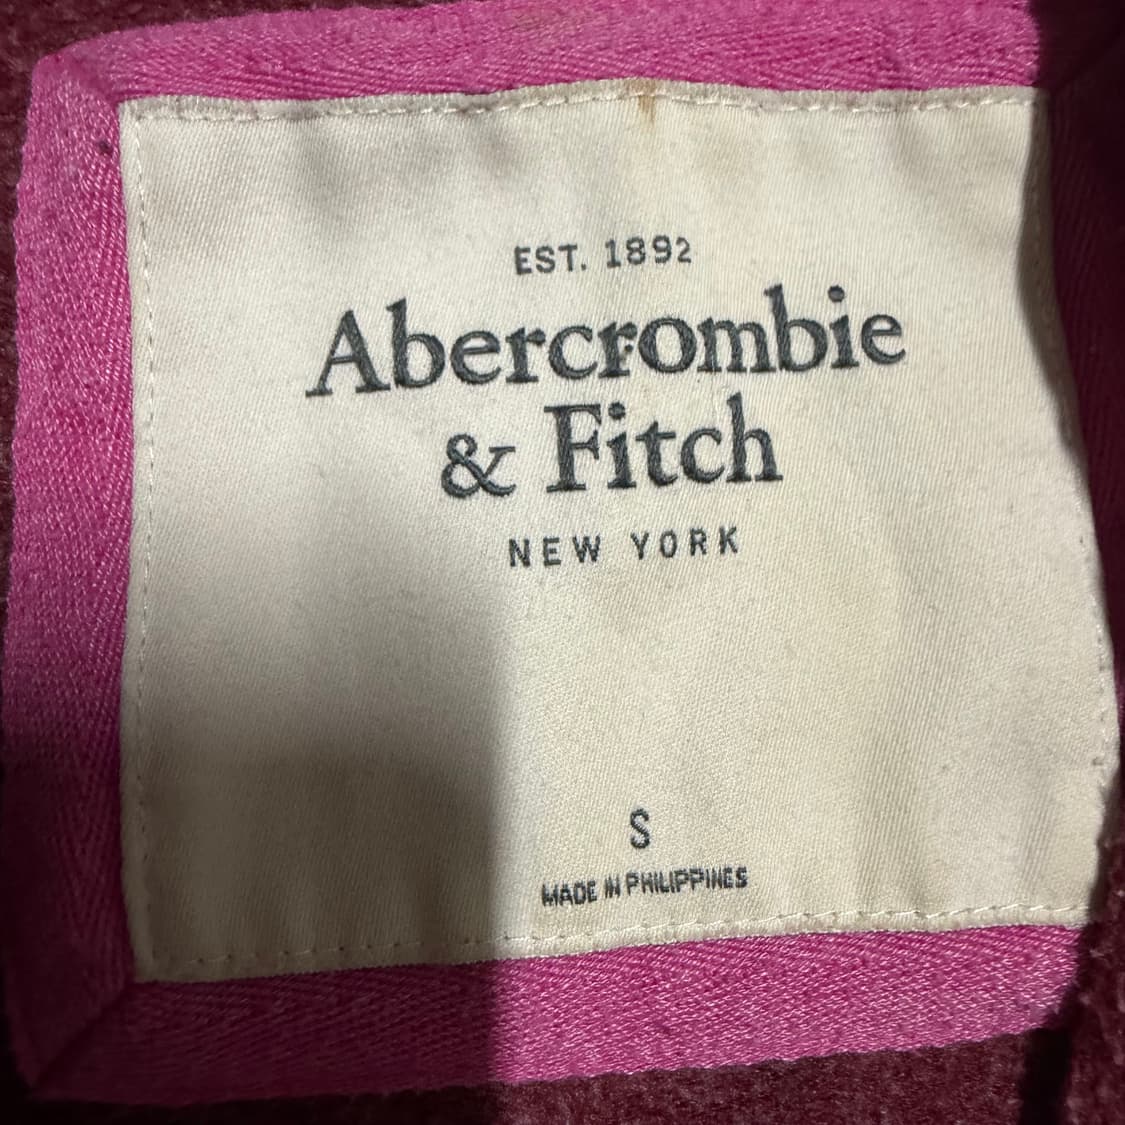 EST. 1892
Abercrombie
& Fitch
NEW YORK
S
MADE IN PHILIPPINES